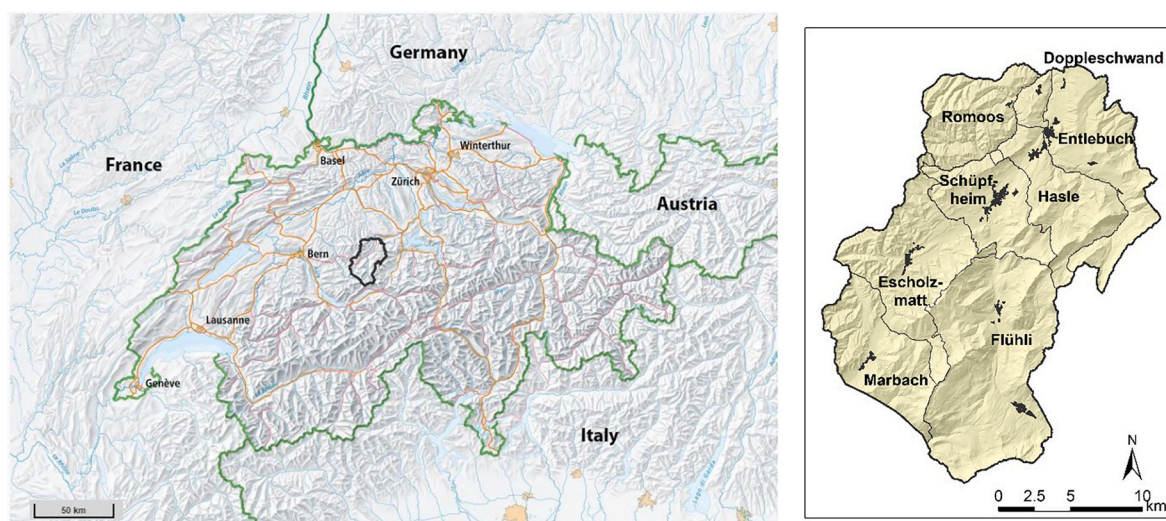 Germany
France
Basel
Winterthur
Zürich
Austria
Bern
Lausanne
Genève
Italy
50 km
Doppleschwand
Romoos
Entlebuch
Schüpf-
heim
Hasle
Escholz-
matt
Flühli
Marbach
N
0 2.5 5 10
km